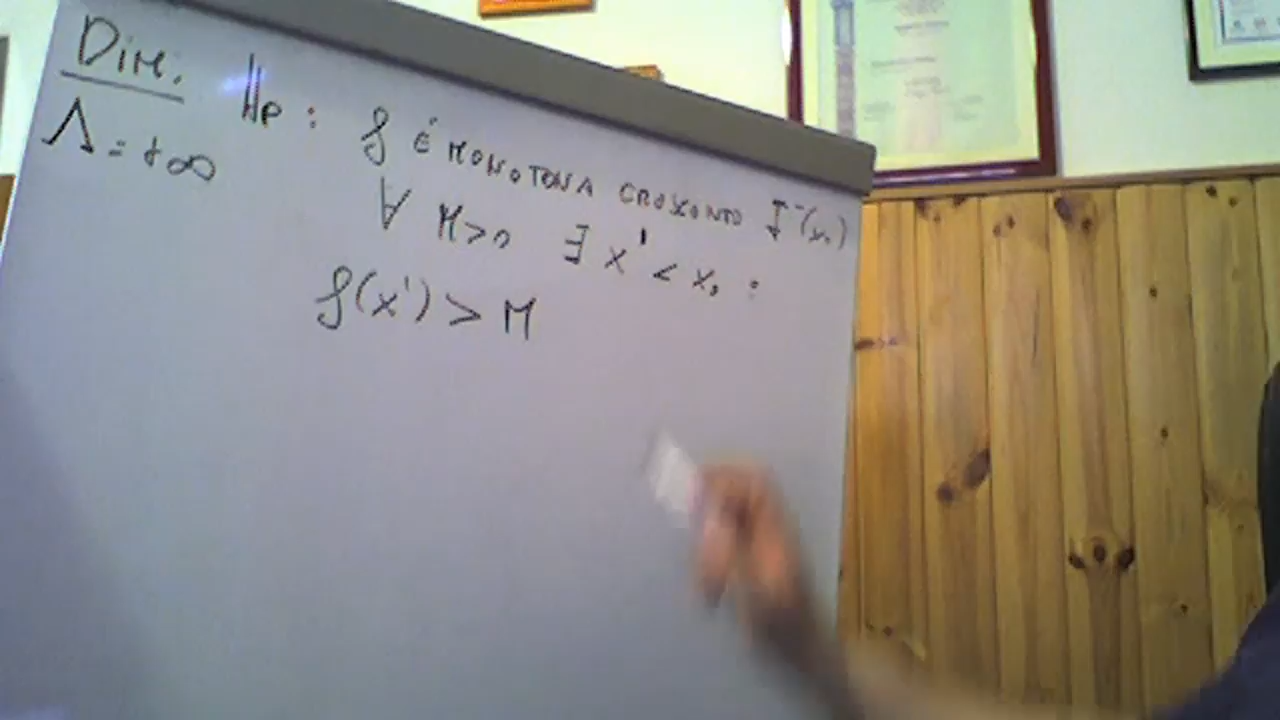 Dim.
Λ = +∞
Hp : f É MONOTONA CRESCENTE I⁻(x₀)
∀ M>0 ∃ x' < x₀ :
f(x') > M